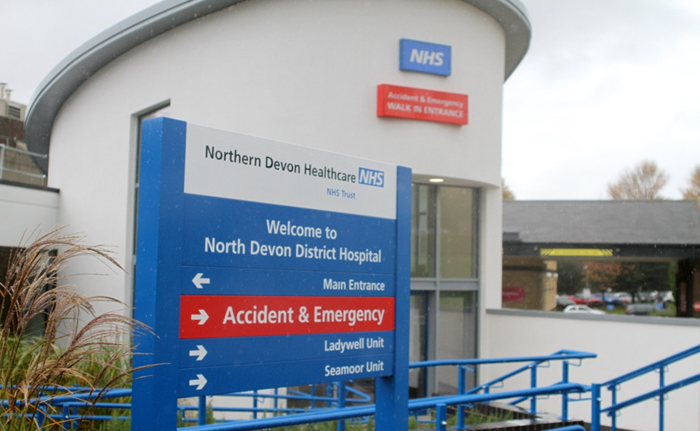 NHS
Accident & Emergency
WALK IN ENTRANCE
Northern Devon Healthcare NHS
NHS Trust
Welcome to
North Devon District Hospital
← Main Entrance
→ Accident & Emergency
→ Ladywell Unit
→ Seamoor Unit